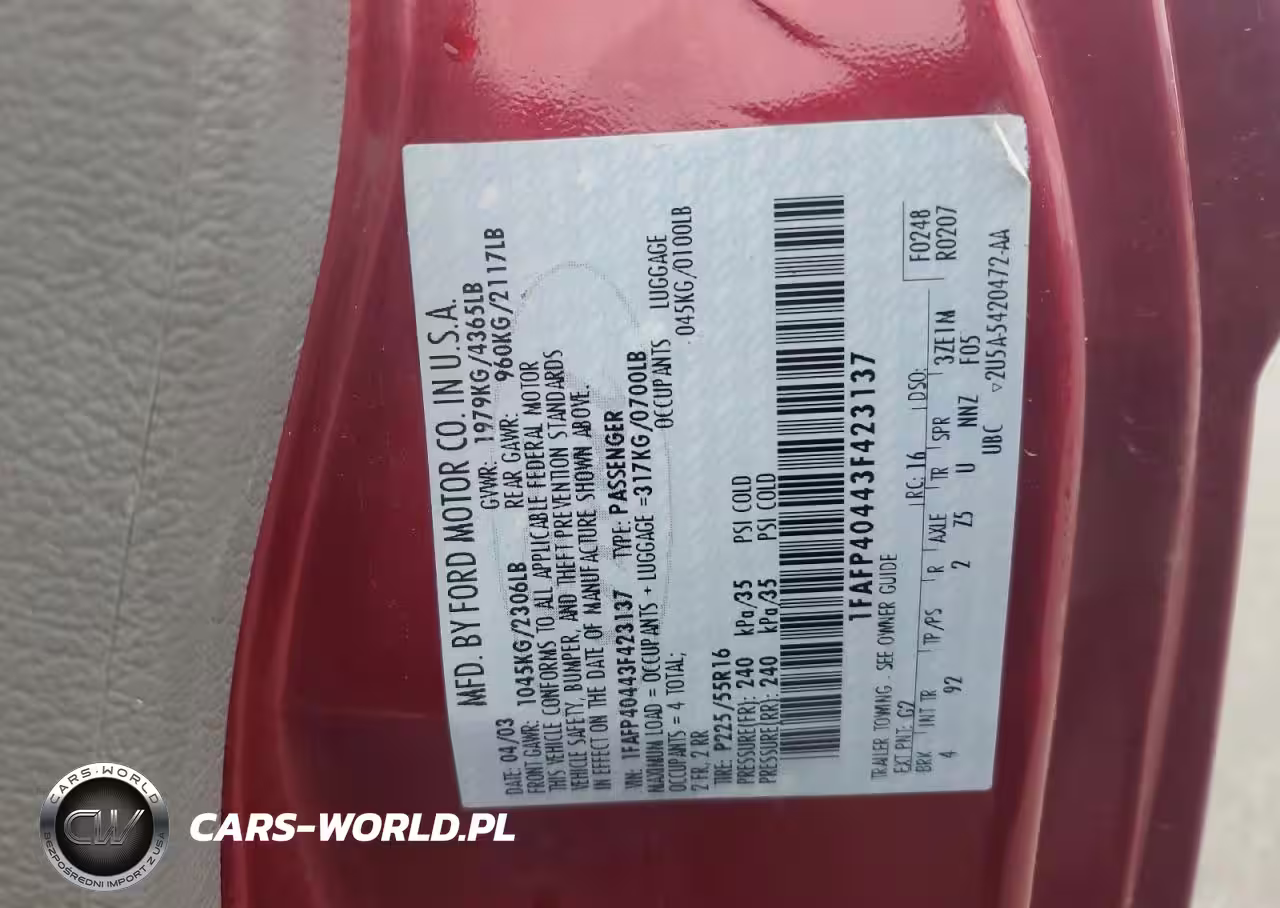 MFD. BY FORD MOTOR CO. IN U.S.A.
DATE: 04/03 GVWR: 1979KG/4365LB
FRONT GAWR: 1045KG/2306LB REAR GAWR: 960KG/2117LB
THIS VEHICLE CONFORMS TO ALL APPLICABLE FEDERAL MOTOR
VEHICLE SAFETY, BUMPER, AND THEFT PREVENTION STANDARDS
IN EFFECT ON THE DATE OF MANUFACTURE SHOWN ABOVE.
VIN: 1FAFP40443F423137 TYPE: PASSENGER
MAXIMUM LOAD = OCCUPANTS + LUGGAGE =317KG/0700LB
OCCUPANTS = 4 TOTAL; OCCUPANTS LUGGAGE
2 FR, 2 RR 045KG/0100LB
TIRE: P225/55R16
PRESSURE(FR): 240 kPa/35 PSI COLD
PRESSURE(RR): 240 kPa/35 PSI COLD
1FAFP40443F423137
TRAILER TOWING - SEE OWNER GUIDE
F0248
EXT PNT: G2 RC: 16 DSO: R0207
BRK INT TR TP/PS R AXLE TR SPR 3ZE1M
4 92 2 Z5 U NNZ F05
UBC ▽2U5A-5420472-AA
CARS-WORLD
CW
BEZPOŚREDNI IMPORT Z USA
CARS-WORLD.PL